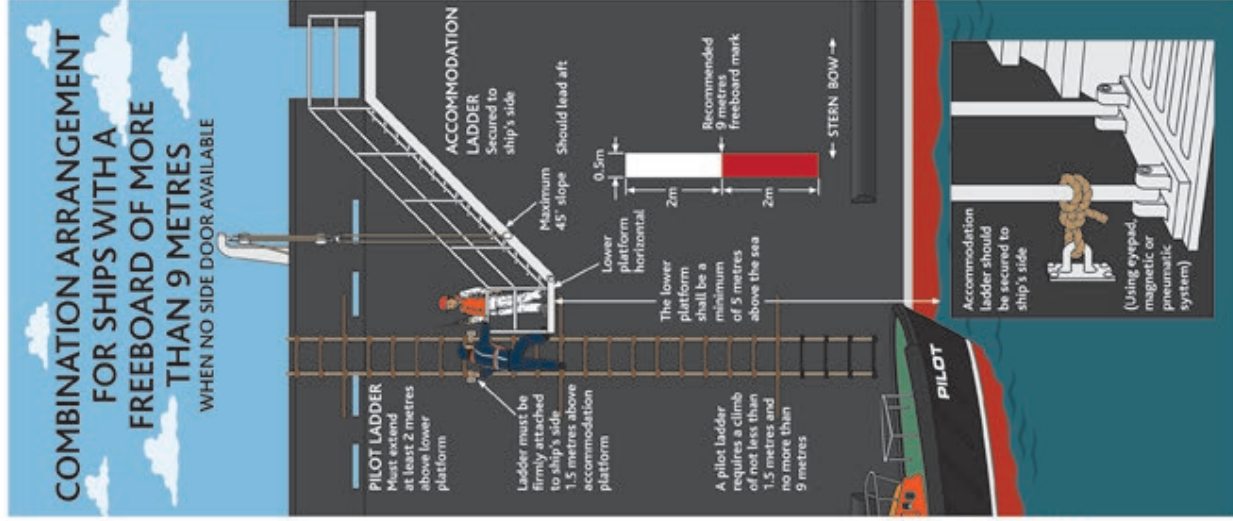 COMBINATION ARRANGEMENT
FOR SHIPS WITH A
FREEBOARD OF MORE
THAN 9 METRES
WHEN NO SIDE DOOR AVAILABLE
PILOT LADDER
Must extend
at least 2 metres
above lower
platform
Ladder must be
firmly attached
to ship's side
1.5 metres above
accommodation
platform
A pilot ladder
requires a climb
of not less than
1.5 metres and
no more than
9 metres
ACCOMMODATION
LADDER
Secured to
ship's side
Should lead aft
Maximum
45° slope
Lower
platform
horizontal
The lower
platform
shall be a
minimum
of 5 metres
above the sea
0.5m
2m
2m
Recommended
9 metres
freeboard mark
← STERN BOW →
PILOT
Accommodation
ladder should
be secured to
ship's side
(Using eyepad,
magnetic or
pneumatic
system)